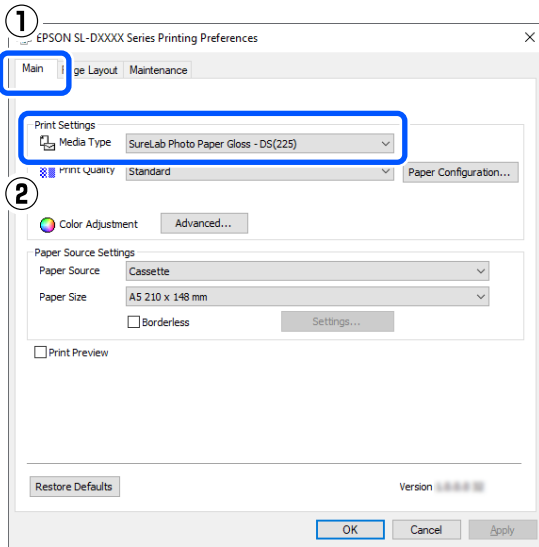 1
EPSON SL-DXXXX Series Printing Preferences
Main ge Layout Maintenance
Print Settings
Media Type SureLab Photo Paper Gloss - DS(225)
Print Quality Standard Paper Configuration...
2
Color Adjustment Advanced...
Paper Source Settings
Paper Source Cassette
Paper Size A5 210 x 148 mm
Borderless Settings...
Print Preview
Restore Defaults Version
OK Cancel Apply